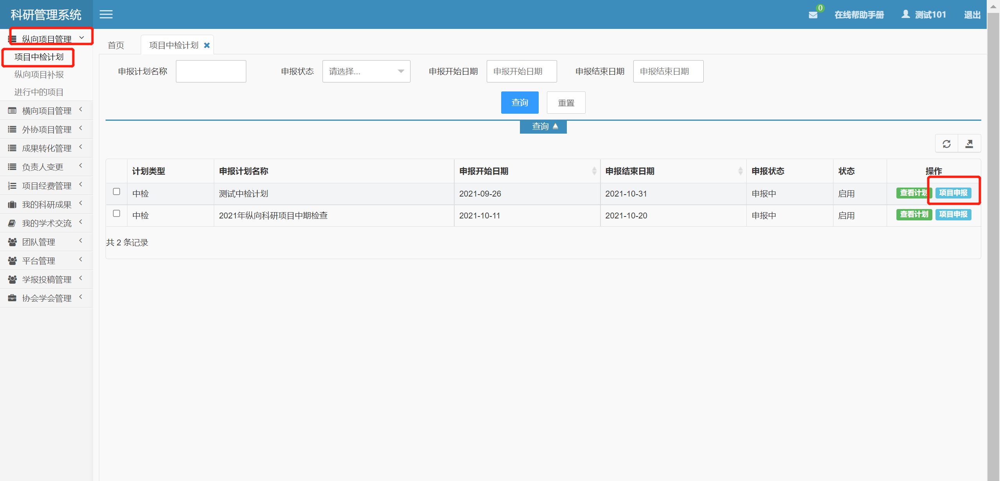 科研管理系统
0
在线帮助手册
测试101
退出
纵向项目管理
项目中检计划
纵向项目补报
进行中的项目
横向项目管理
外协项目管理
成果转化管理
负责人变更
项目经费管理
我的科研成果
我的学术交流
团队管理
平台管理
学报投稿管理
协会学会管理
首页
项目中检计划
申报计划名称
申报状态
请选择...
申报开始日期
申报开始日期
申报结束日期
申报结束日期
查询
重置
查询
计划类型 申报计划名称 申报开始日期 申报结束日期 申报状态 状态 操作
中检 测试中检计划 2021-09-26 2021-10-31 申报中 启用 查看计划 项目申报
中检 2021年纵向科研项目中期检查 2021-10-11 2021-10-20 申报中 启用 查看计划 项目申报
共 2 条记录